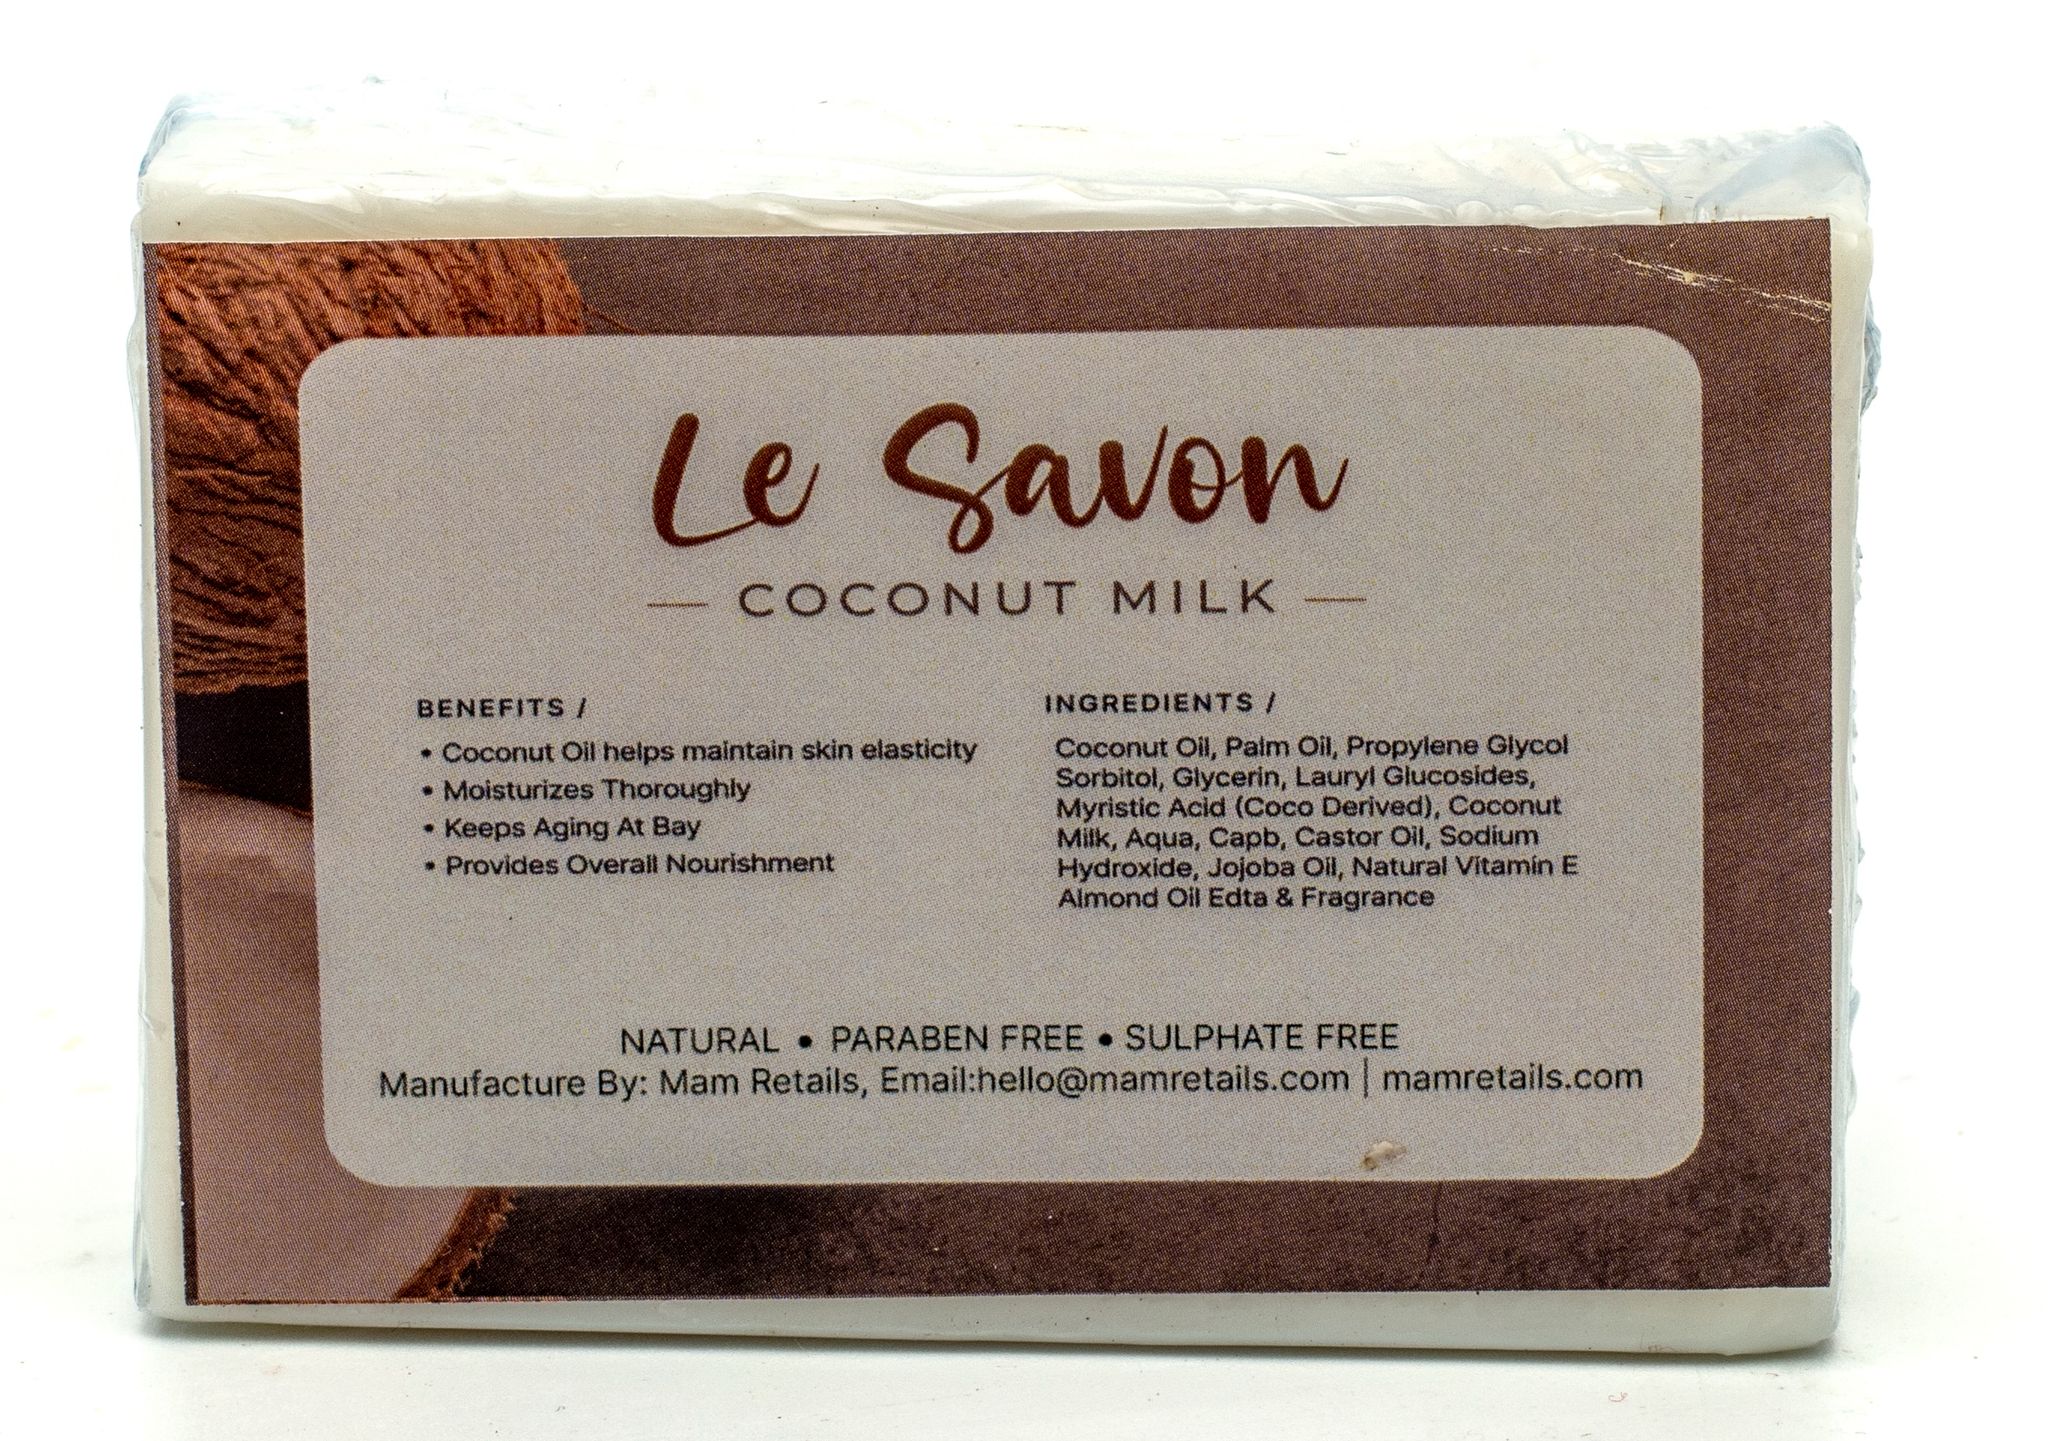 Le Savon
— COCONUT MILK —
BENEFITS /
• Coconut Oil helps maintain skin elasticity
• Moisturizes Thoroughly
• Keeps Aging At Bay
• Provides Overall Nourishment
INGREDIENTS /
Coconut Oil, Palm Oil, Propylene Glycol
Sorbitol, Glycerin, Lauryl Glucosides,
Myristic Acid (Coco Derived), Coconut
Milk, Aqua, Capb, Castor Oil, Sodium
Hydroxide, Jojoba Oil, Natural Vitamin E
Almond Oil Edta & Fragrance
NATURAL • PARABEN FREE • SULPHATE FREE
Manufacture By: Mam Retails, Email:hello@mamretails.com | mamretails.com